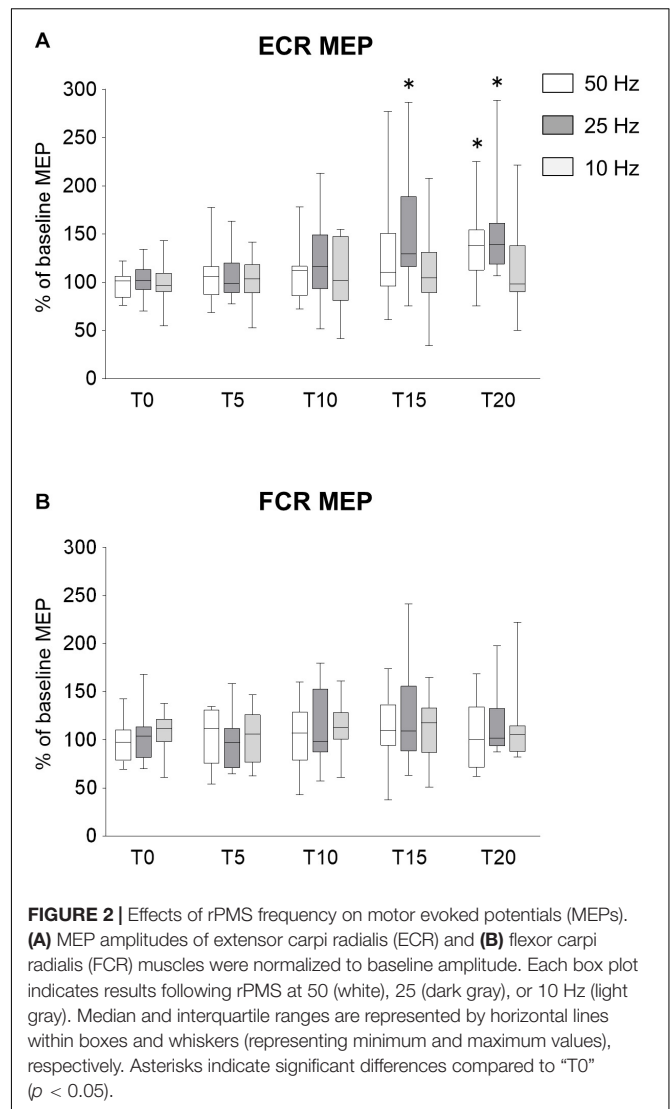 A
ECR MEP
50 Hz
25 Hz
10 Hz
% of baseline MEP
300
250
200
150
100
50
0
*
*
*
T0 T5 T10 T15 T20
B
FCR MEP
% of baseline MEP
300
250
200
150
100
50
0
T0 T5 T10 T15 T20
FIGURE 2 | Effects of rPMS frequency on motor evoked potentials (MEPs).
(A) MEP amplitudes of extensor carpi radialis (ECR) and (B) flexor carpi
radialis (FCR) muscles were normalized to baseline amplitude. Each box plot
indicates results following rPMS at 50 (white), 25 (dark gray), or 10 Hz (light
gray). Median and interquartile ranges are represented by horizontal lines
within boxes and whiskers (representing minimum and maximum values),
respectively. Asterisks indicate significant differences compared to “T0”
(p < 0.05).